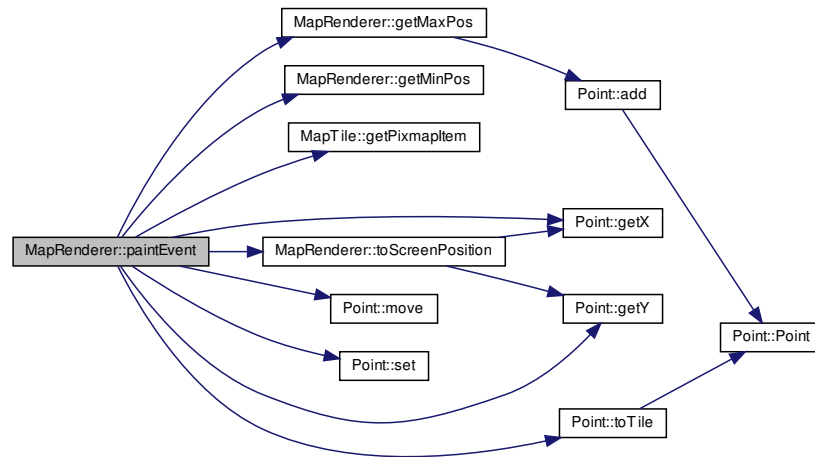 MapRenderer::getMaxPos
MapRenderer::getMinPos
Point::add
MapTile::getPixmapItem
Point::getX
MapRenderer::paintEvent
MapRenderer::toScreenPosition
Point::move
Point::getY
Point::Point
Point::set
Point::toTile